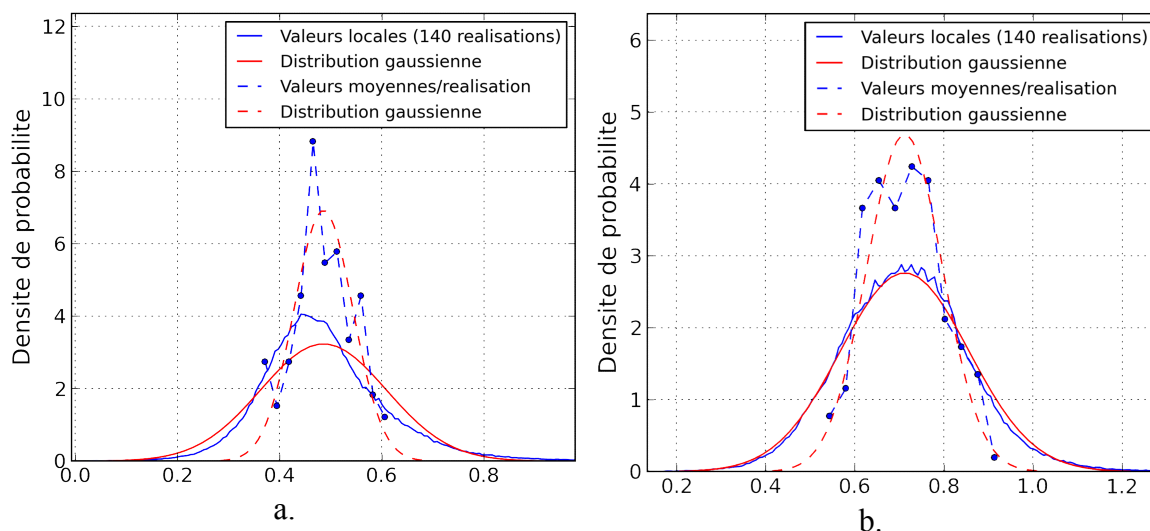 12
10
8
6
4
2
0
0.0 0.2 0.4 0.6 0.8
Densite de probabilite
Valeurs locales (140 realisations)
Distribution gaussienne
Valeurs moyennes/realisation
Distribution gaussienne
a.
6
5
4
3
2
1
0
0.2 0.4 0.6 0.8 1.0 1.2
Densite de probabilite
Valeurs locales (140 realisations)
Distribution gaussienne
Valeurs moyennes/realisation
Distribution gaussienne
b.